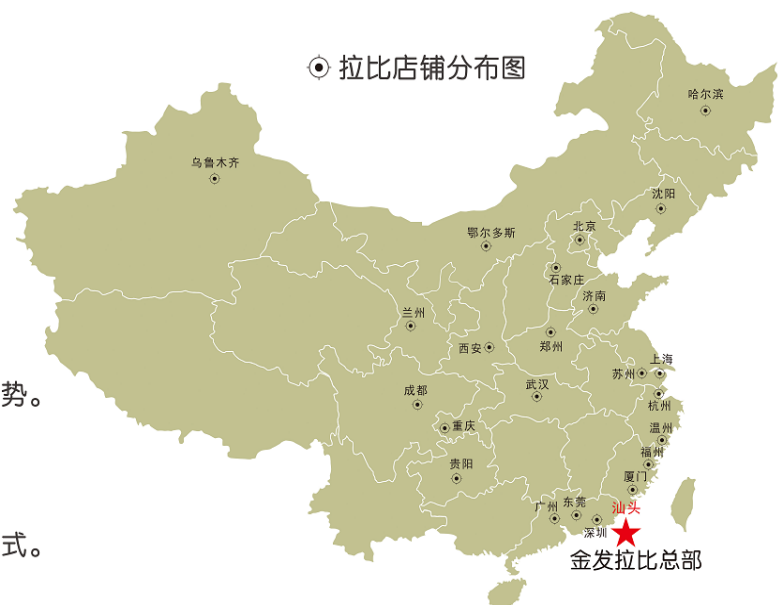 拉比店铺分布图
哈尔滨
乌鲁木齐
沈阳
北京
鄂尔多斯
石家庄
济南
兰州
西安
郑州
上海
苏州
势。
成都
武汉
杭州
重庆
温州
福州
贵阳
厦门
广州
东莞
汕头
深圳
式。
金发拉比总部